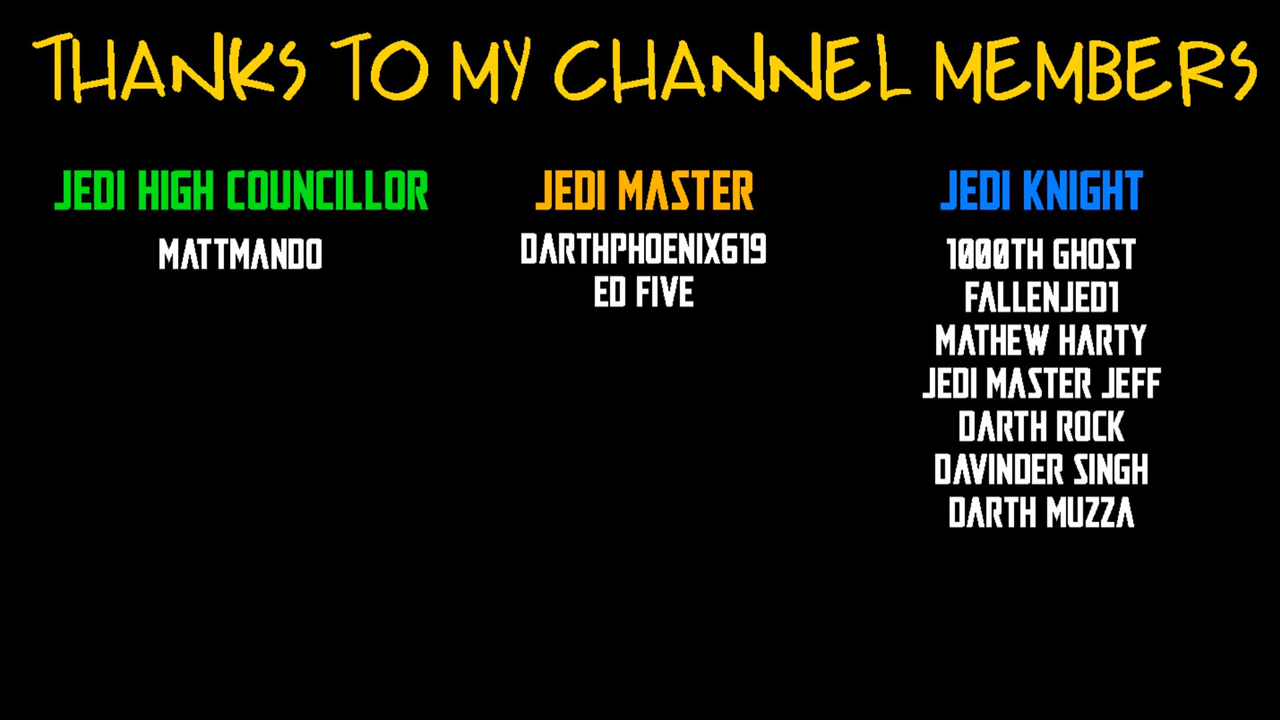 THANKS TO MY CHANNEL MEMBERS
JEDI HIGH COUNCILLOR
MATTMANDO
JEDI MASTER
DARTHPHOENIX619
ED FIVE
JEDI KNIGHT
1000TH GHOST
FALLENJED1
MATHEW HARTY
JEDI MASTER JEFF
DARTH ROCK
DAVINDER SINGH
DARTH MUZZA